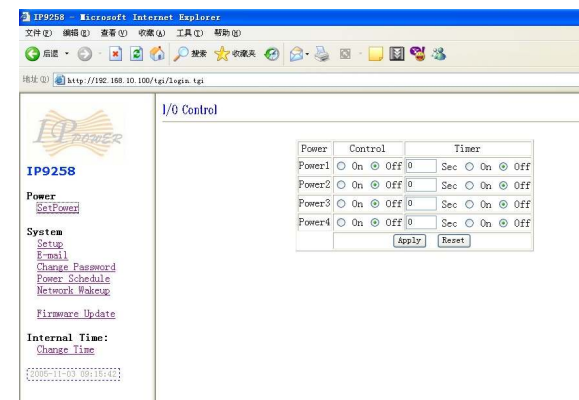 IP9258 - Microsoft Internet Explorer
文件(F) 编辑(E) 查看(V) 收藏(A) 工具(T) 帮助(H)
后退 搜索 收藏夹
地址(D) http://192.168.10.100/tgi/login.tgi
IPPOWER
I/O Control
IP9258
Power
SetPower
System
Setup
E-mail
Change Password
Power Schedule
Network Wakeup
Firmware Update
Internal Time:
Change Time
2005-11-03 09:18:42
Power Control Timer
Power1 On Off 0 Sec On Off
Power2 On Off 0 Sec On Off
Power3 On Off 0 Sec On Off
Power4 On Off 0 Sec On Off
Apply Reset